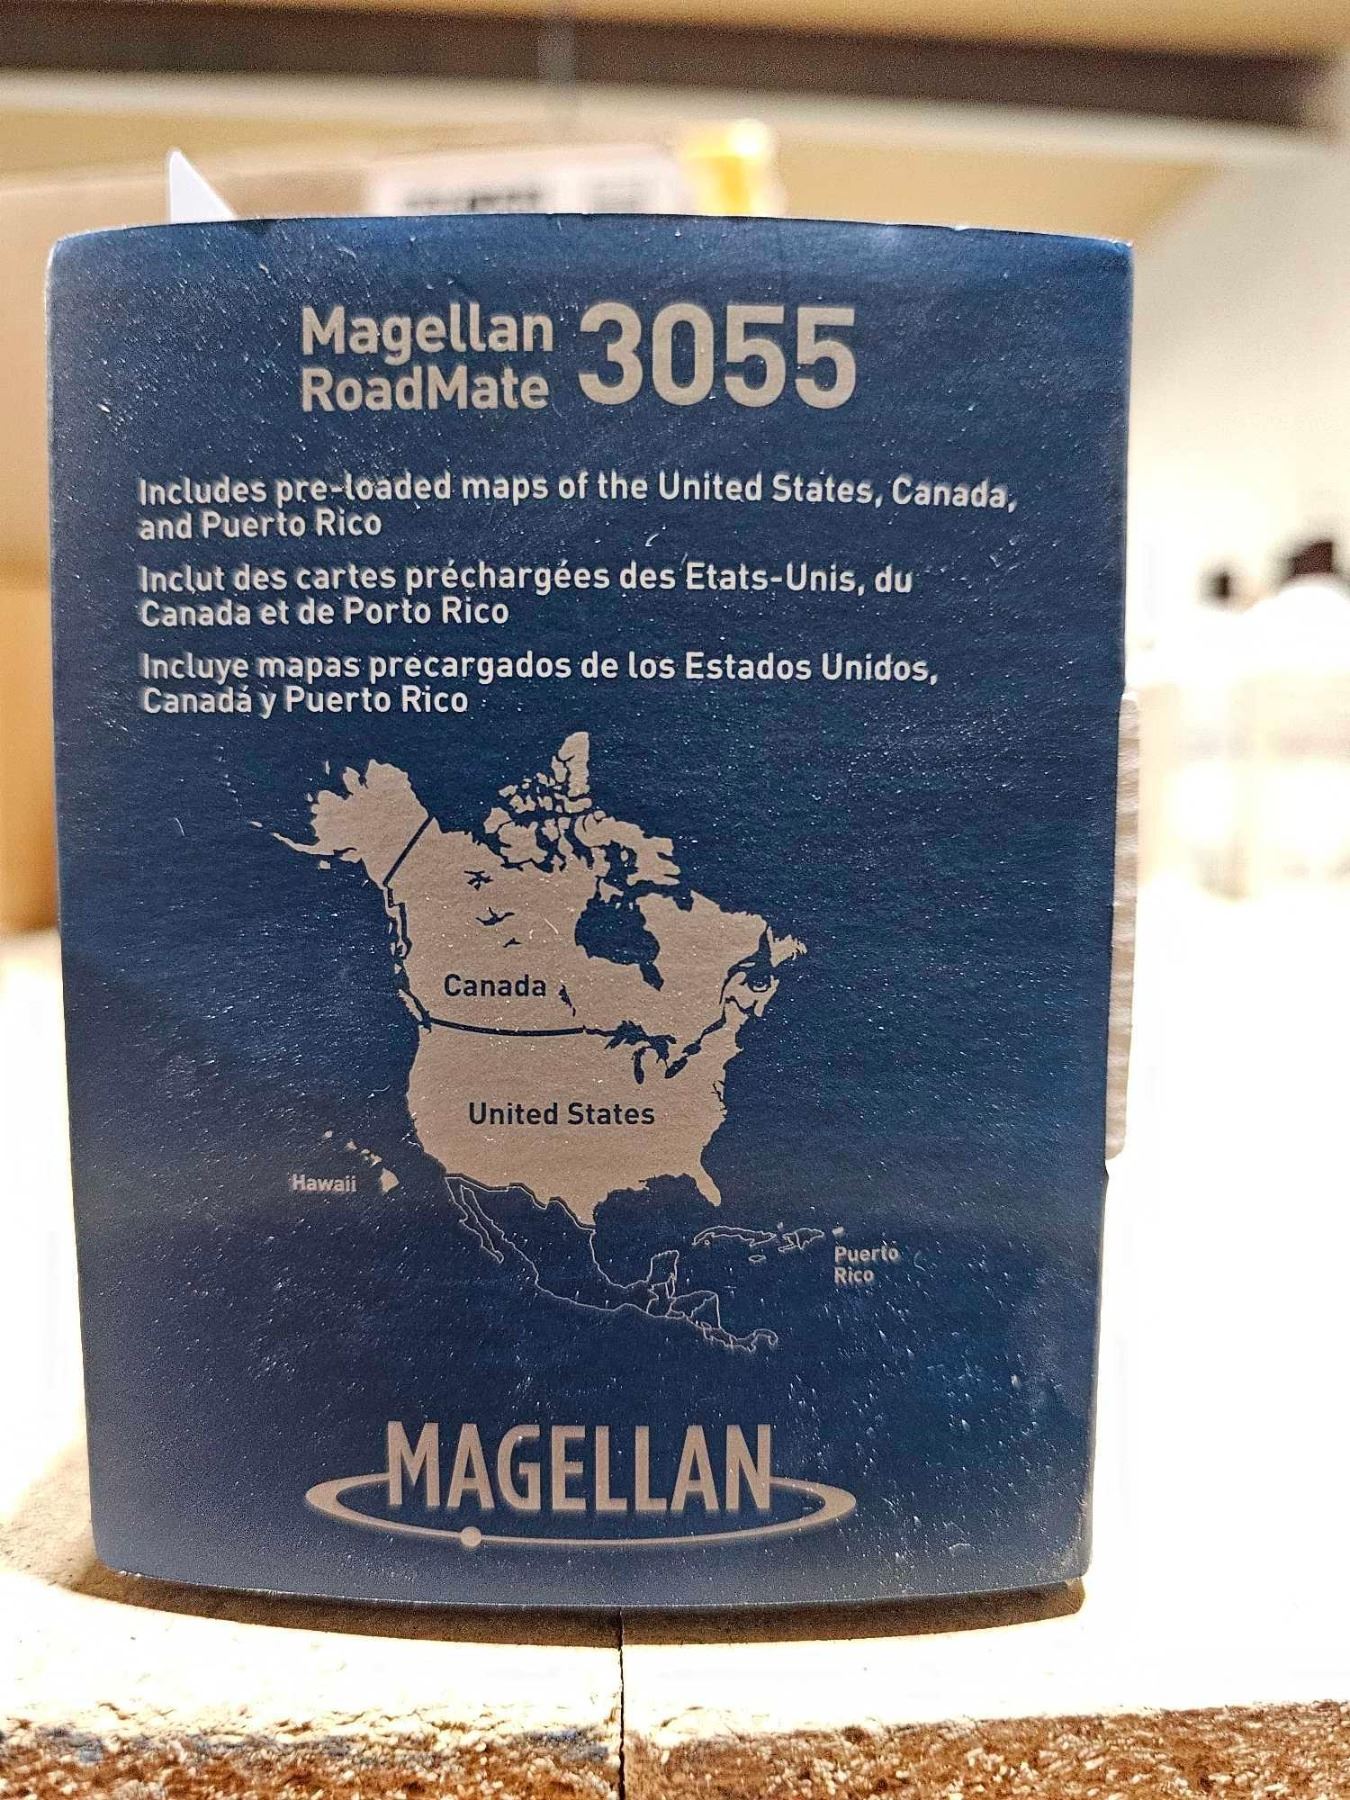 Magellan
RoadMate 3055
Includes pre-loaded maps of the United States, Canada,
and Puerto Rico
Inclut des cartes préchargées des Etats-Unis, du
Canada et de Porto Rico
Incluye mapas precargados de los Estados Unidos,
Canadá y Puerto Rico
Canada
United States
Hawaii
Puerto
Rico
MAGELLAN